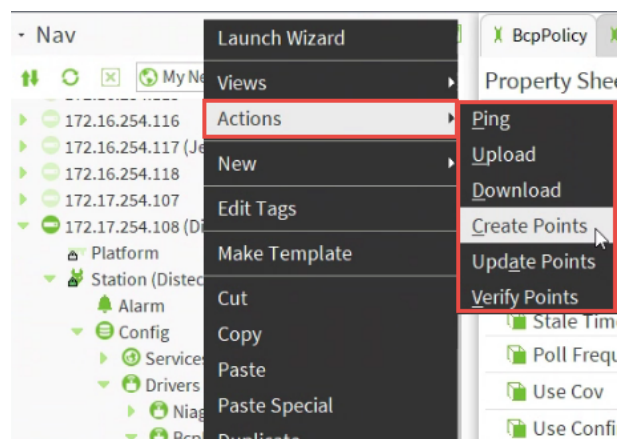 Nav
My Ne
172.16.254.116
172.16.254.117 (Je
172.16.254.118
172.17.254.107
172.17.254.108 (Di
Platform
Station (Distec
Alarm
Config
Services
Drivers
Niag
Launch Wizard
Views
Actions
New
Edit Tags
Make Template
Cut
Copy
Paste
Paste Special
Duplicate
Ping
Upload
Download
Create Points
Update Points
Verify Points
BcpPolicy
Property Shee
Stale Tim
Poll Frequ
Use Cov
Use Confi